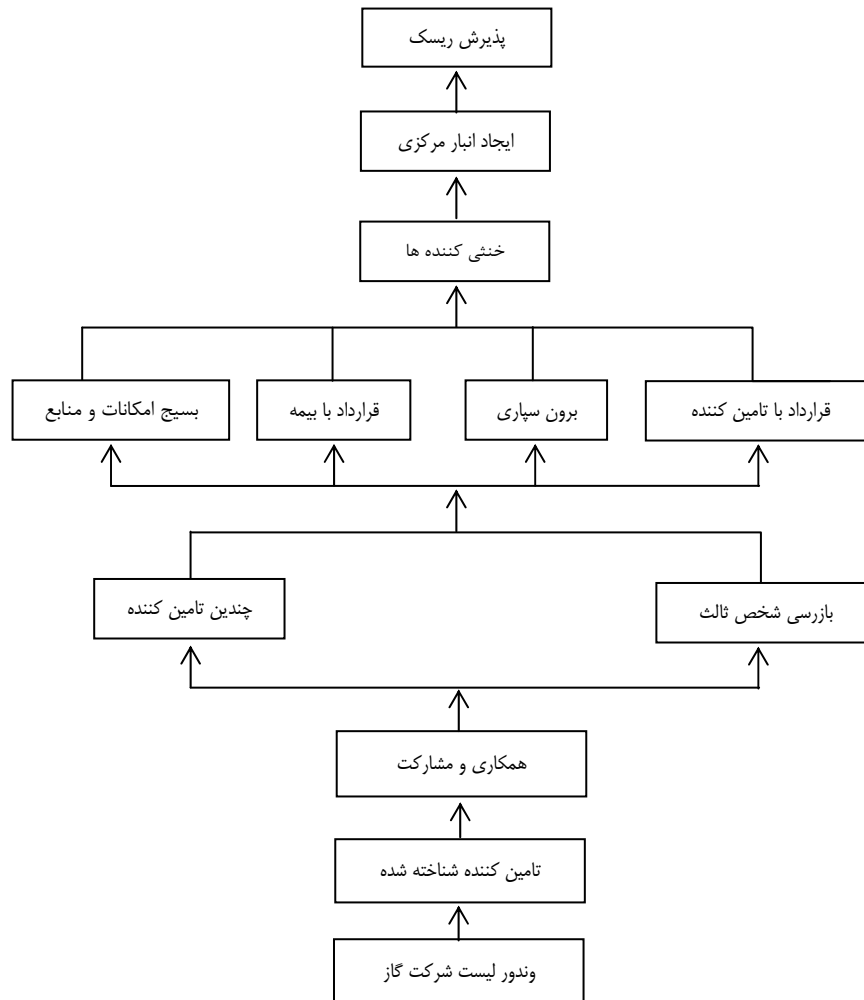 پذیرش ریسک
ایجاد انبار مرکزی
خنثی کننده ها
قرارداد با تامین کننده
برون سپاری
قرارداد با بیمه
بسیج امکانات و منابع
بازرسی شخص ثالث
چندین تامین کننده
همکاری و مشارکت
تامین کننده شناخته شده
وندور لیست شرکت گاز